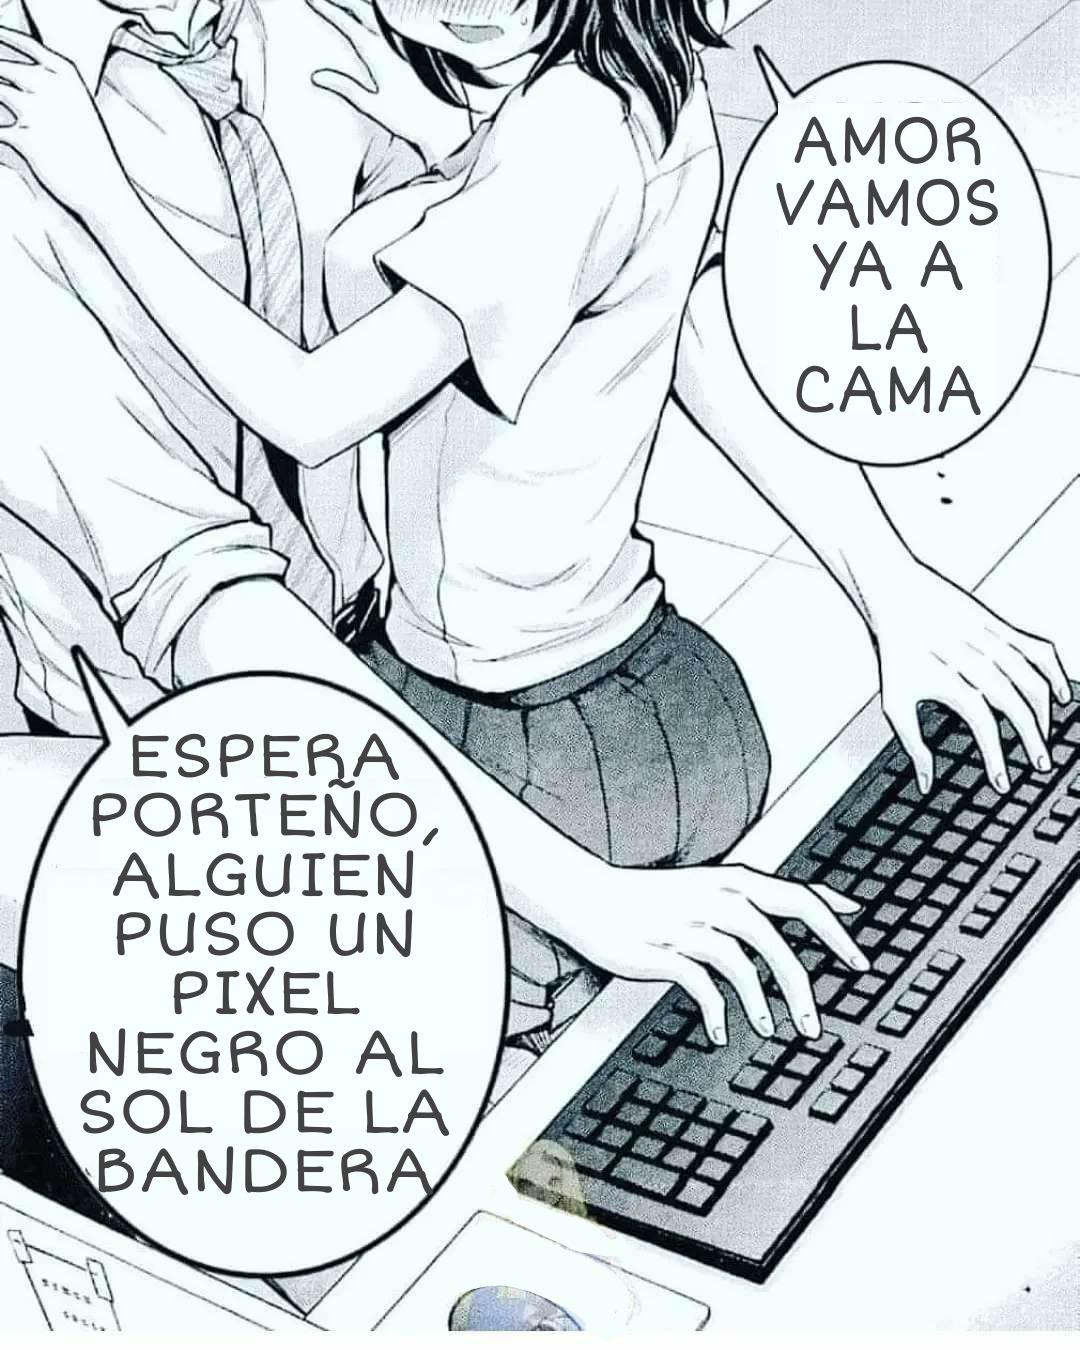 AMOR
VAMOS
YA A
LA
CAMA
ESPERA
PORTEÑO,
ALGUIEN
PUSO UN
PIXEL
NEGRO AL
SOL DE LA
BANDERA